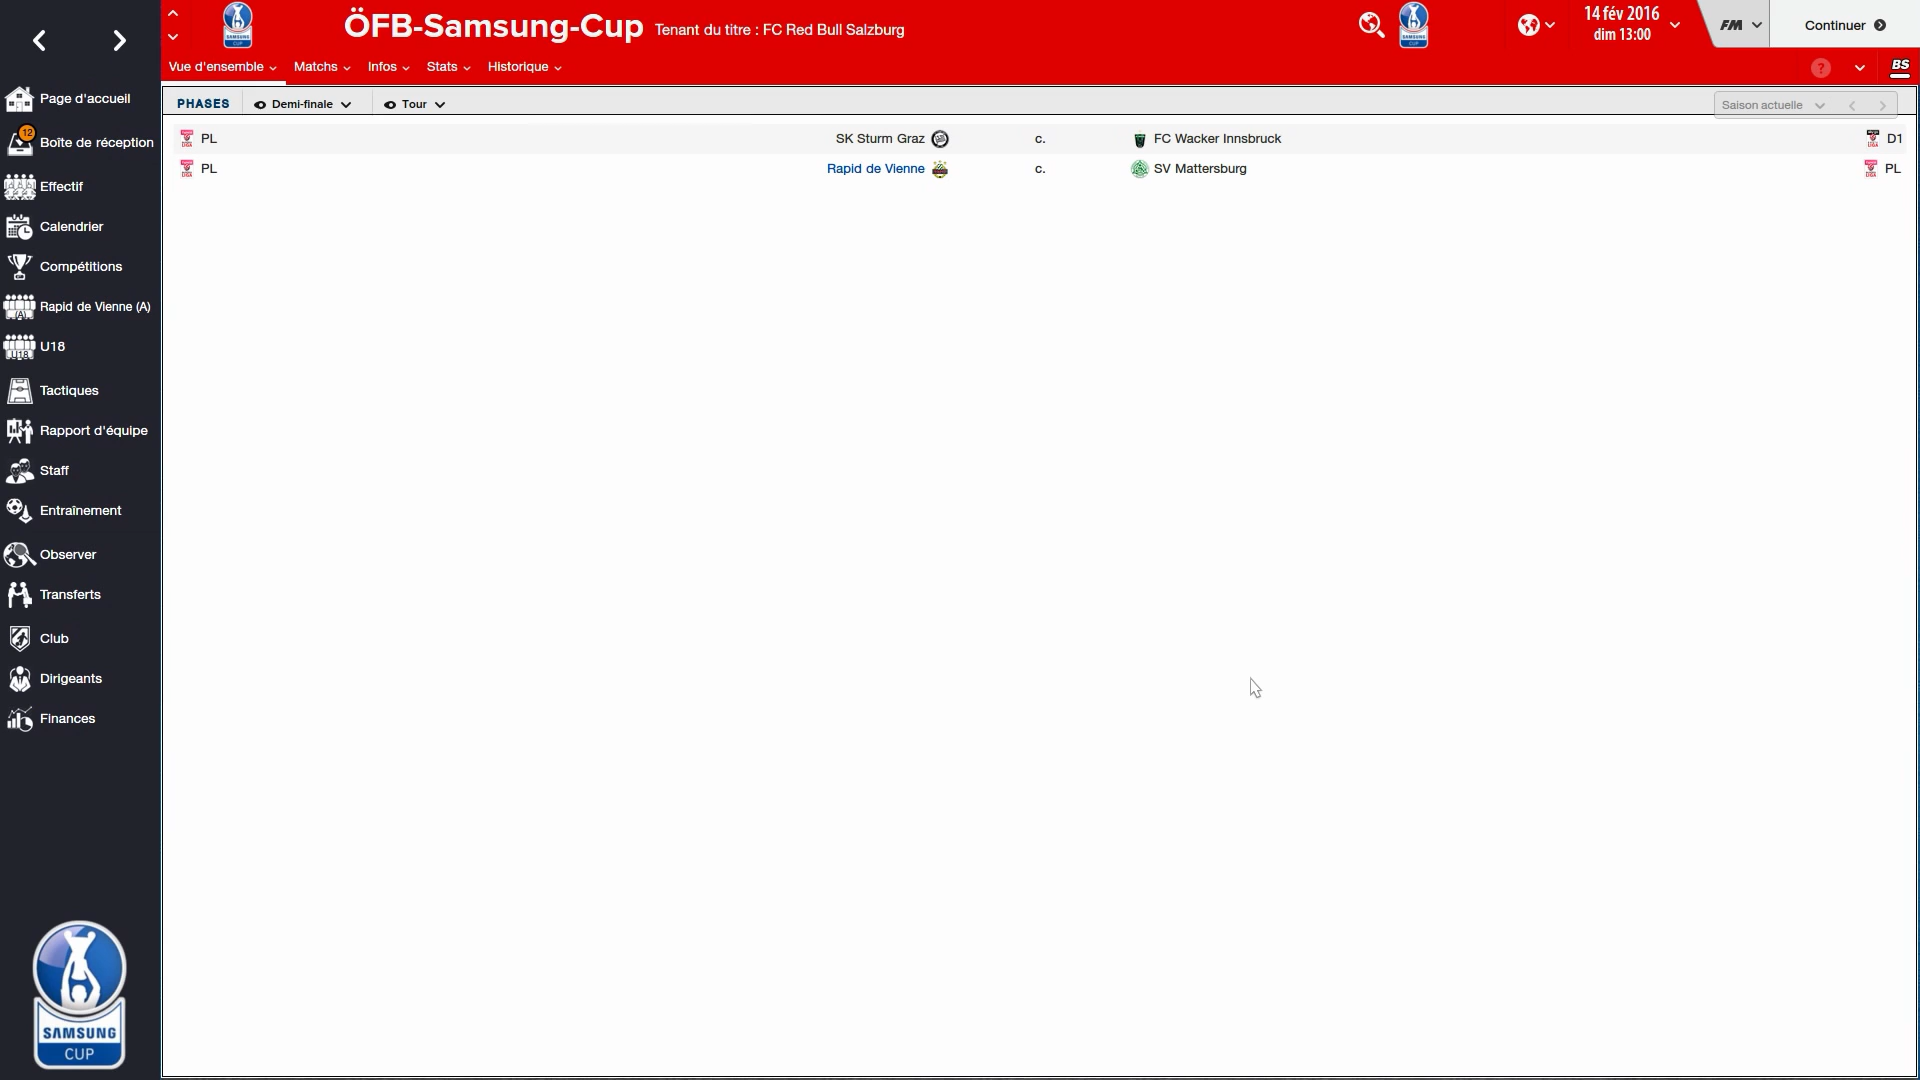 ÖFB-Samsung-Cup Tenant du titre : FC Red Bull Salzburg
14 fév 2016
dim 13:00
FM
Continuer
Vue d'ensemble Matchs Infos Stats Historique
? BS
PHASES Demi-finale Tour Saison actuelle
PL SK Sturm Graz c. FC Wacker Innsbruck D1
PL Rapid de Vienne c. SV Mattersburg PL
Page d'accueil
12
Boîte de réception
Effectif
Calendrier
Compétitions
Rapid de Vienne (A)
U18
Tactiques
Rapport d'équipe
Staff
Entraînement
Observer
Transferts
Club
Dirigeants
Finances
SAMSUNG
CUP